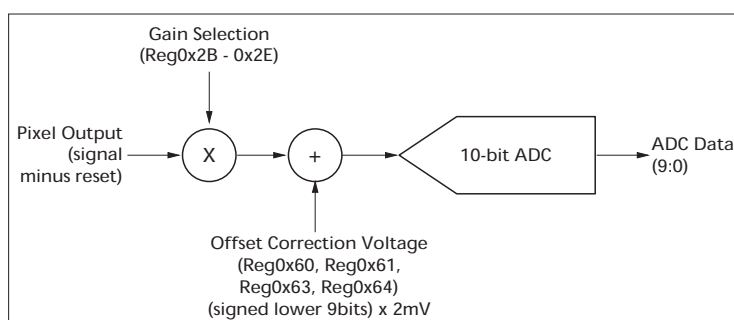 Gain Selection
(Reg0x2B - 0x2E)
Pixel Output
(signal
minus reset)
X
+
10-bit ADC
ADC Data
(9:0)
Offset Correction Voltage
(Reg0x60, Reg0x61,
Reg0x63, Reg0x64)
(signed lower 9bits) x 2mV